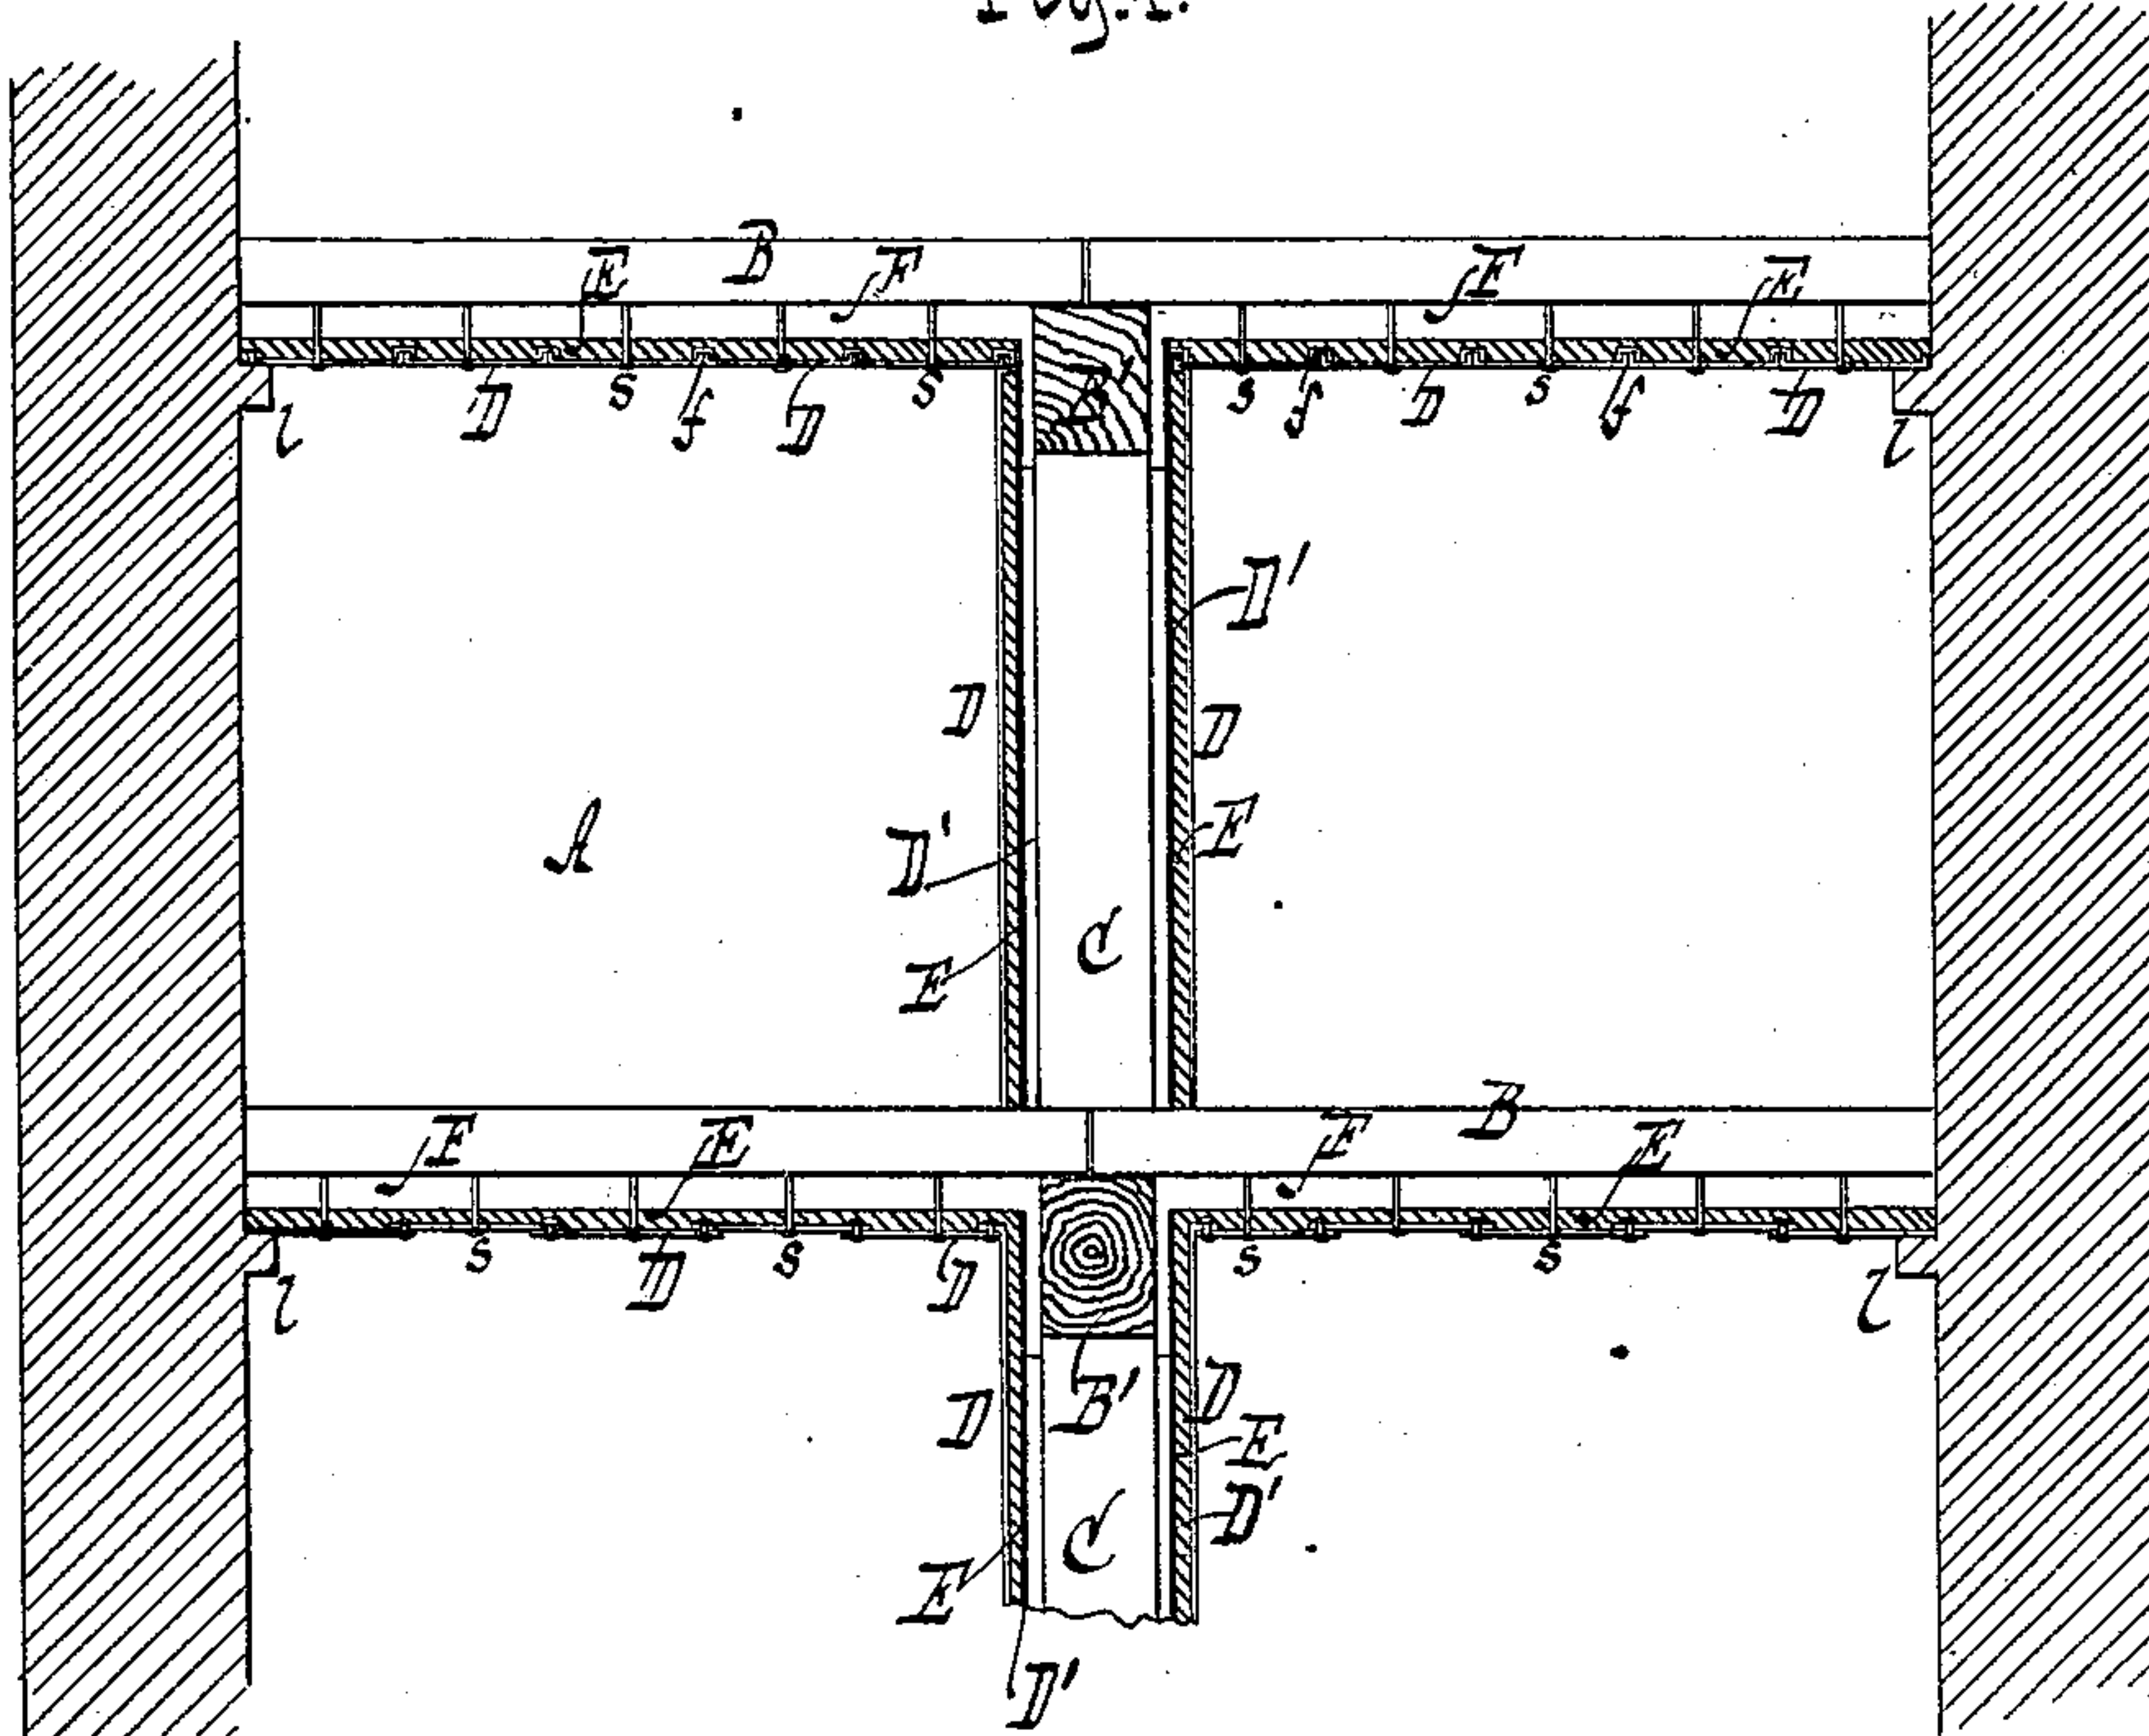 Fig. 1.
B
E F F E
s f s s f s f
l D D D D l
B'
D'
D D
A D' E
C
E
B
F E F E
s s s s
l D D l
D B' D
E
C D'
E
D'